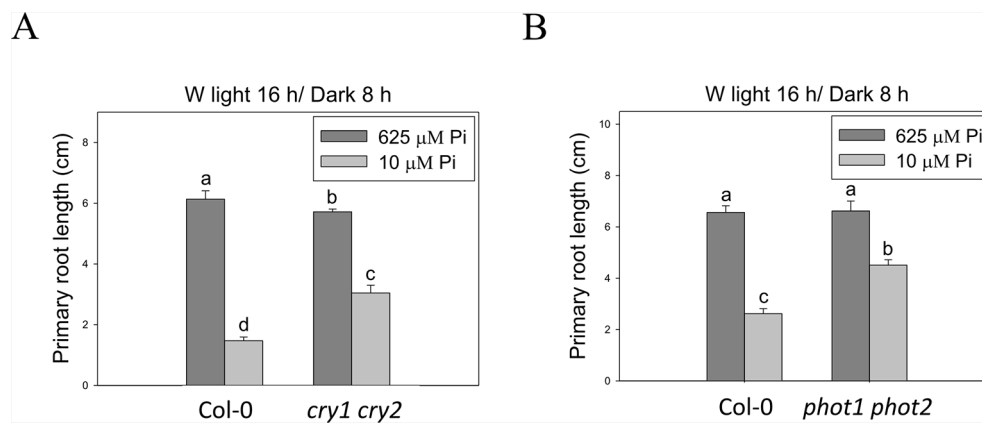 A
W light 16 h/ Dark 8 h
Primary root length (cm)
8
6
4
2
0
625 μM Pi
10 μM Pi
a
d
b
c
Col-0
cry1 cry2
B
W light 16 h/ Dark 8 h
Primary root length (cm)
10
8
6
4
2
0
625 μM Pi
10 μM Pi
a
c
a
b
Col-0
phot1 phot2